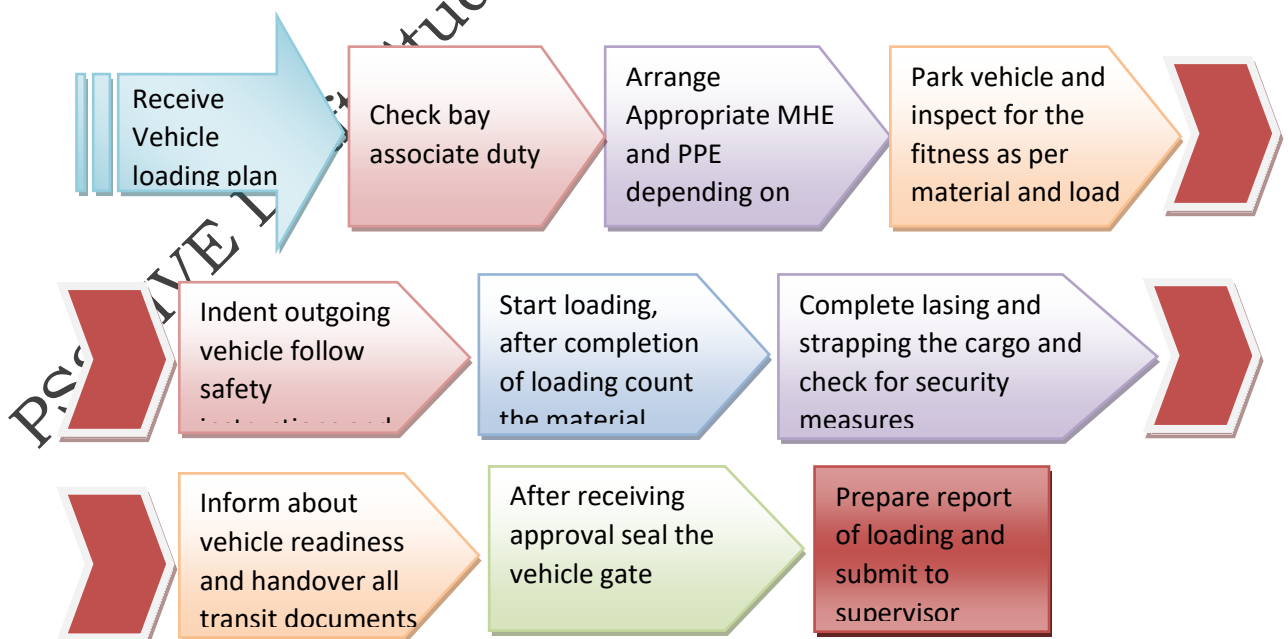 Receive
Vehicle
loading plan
Check bay
associate duty
Arrange
Appropriate MHE
and PPE
depending on
Park vehicle and
inspect for the
fitness as per
material and load
Indent outgoing
vehicle follow
safety
Start loading,
after completion
of loading count
the material
Complete lasing and
strapping the cargo and
check for security
measures
Inform about
vehicle readiness
and handover all
transit documents
After receiving
approval seal the
vehicle gate
Prepare report
of loading and
submit to
supervisor